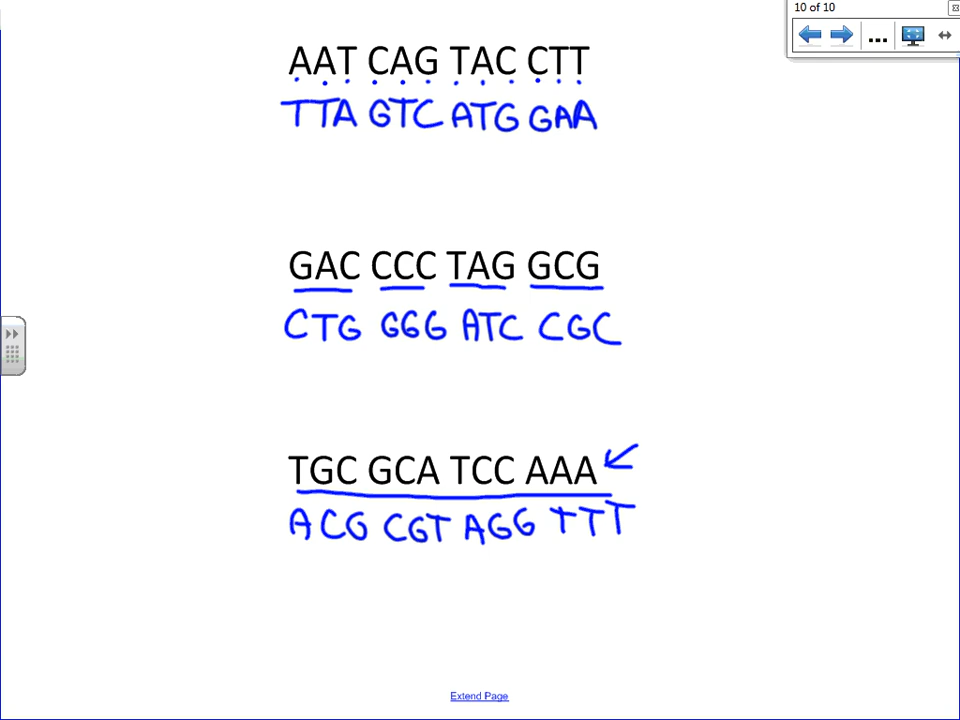 10 of 10
...
AAT CAG TAC CTT
TTA GTC ATG GAA
GAC CCC TAG GCG
CTG GGG ATC CGC
TGC GCA TCC AAA
ACG CGT AGG TTT
Extend Page